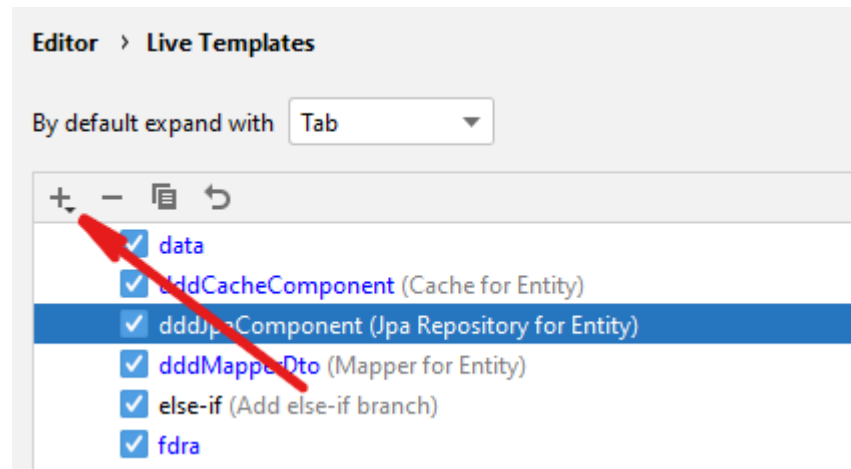 Editor › Live Templates
By default expand with Tab
data
dddCacheComponent (Cache for Entity)
dddJpaComponent (Jpa Repository for Entity)
dddMapperDto (Mapper for Entity)
else-if (Add else-if branch)
fdra